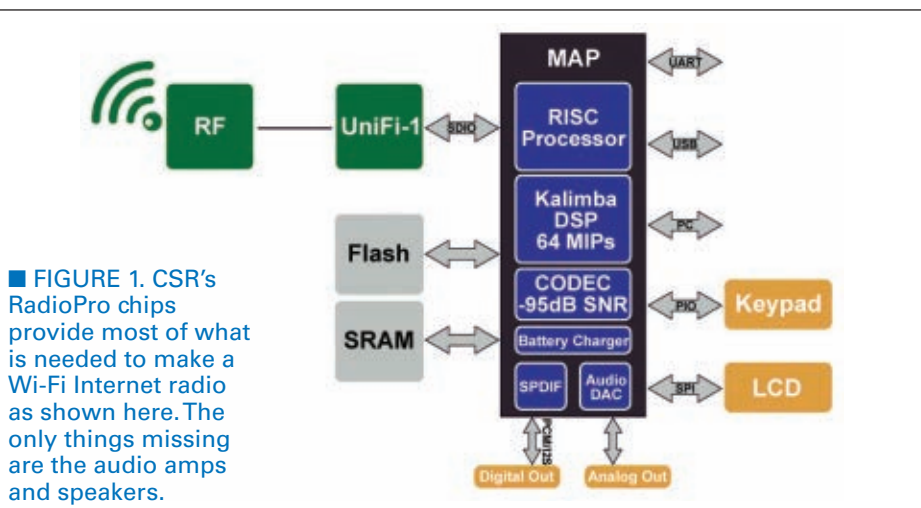 MAP
UART
RISC
Processor
RF
UniFi-1
SDIO
USB
Kalimba
DSP
64 MIPs
PC
Flash
CODEC
-95dB SNR
PIO
Keypad
SRAM
Battery Charger
SPDIF
Audio
DAC
SPI
LCD
PCM/I2S
Digital Out
Analog Out
■ FIGURE 1. CSR's
RadioPro chips
provide most of what
is needed to make a
Wi-Fi Internet radio
as shown here. The
only things missing
are the audio amps
and speakers.